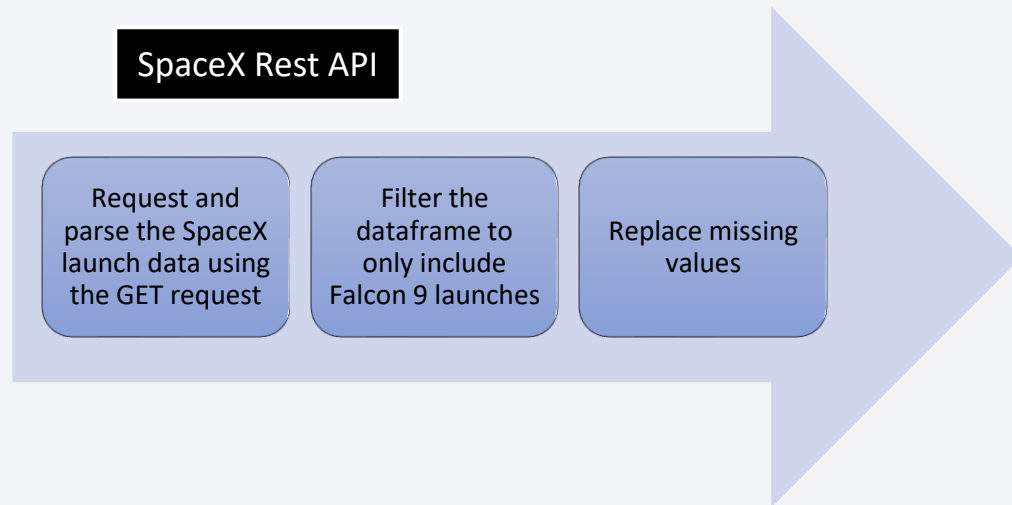 SpaceX Rest API
Request and
parse the SpaceX
launch data using
the GET request
Filter the
dataframe to
only include
Falcon 9 launches
Replace missing
values